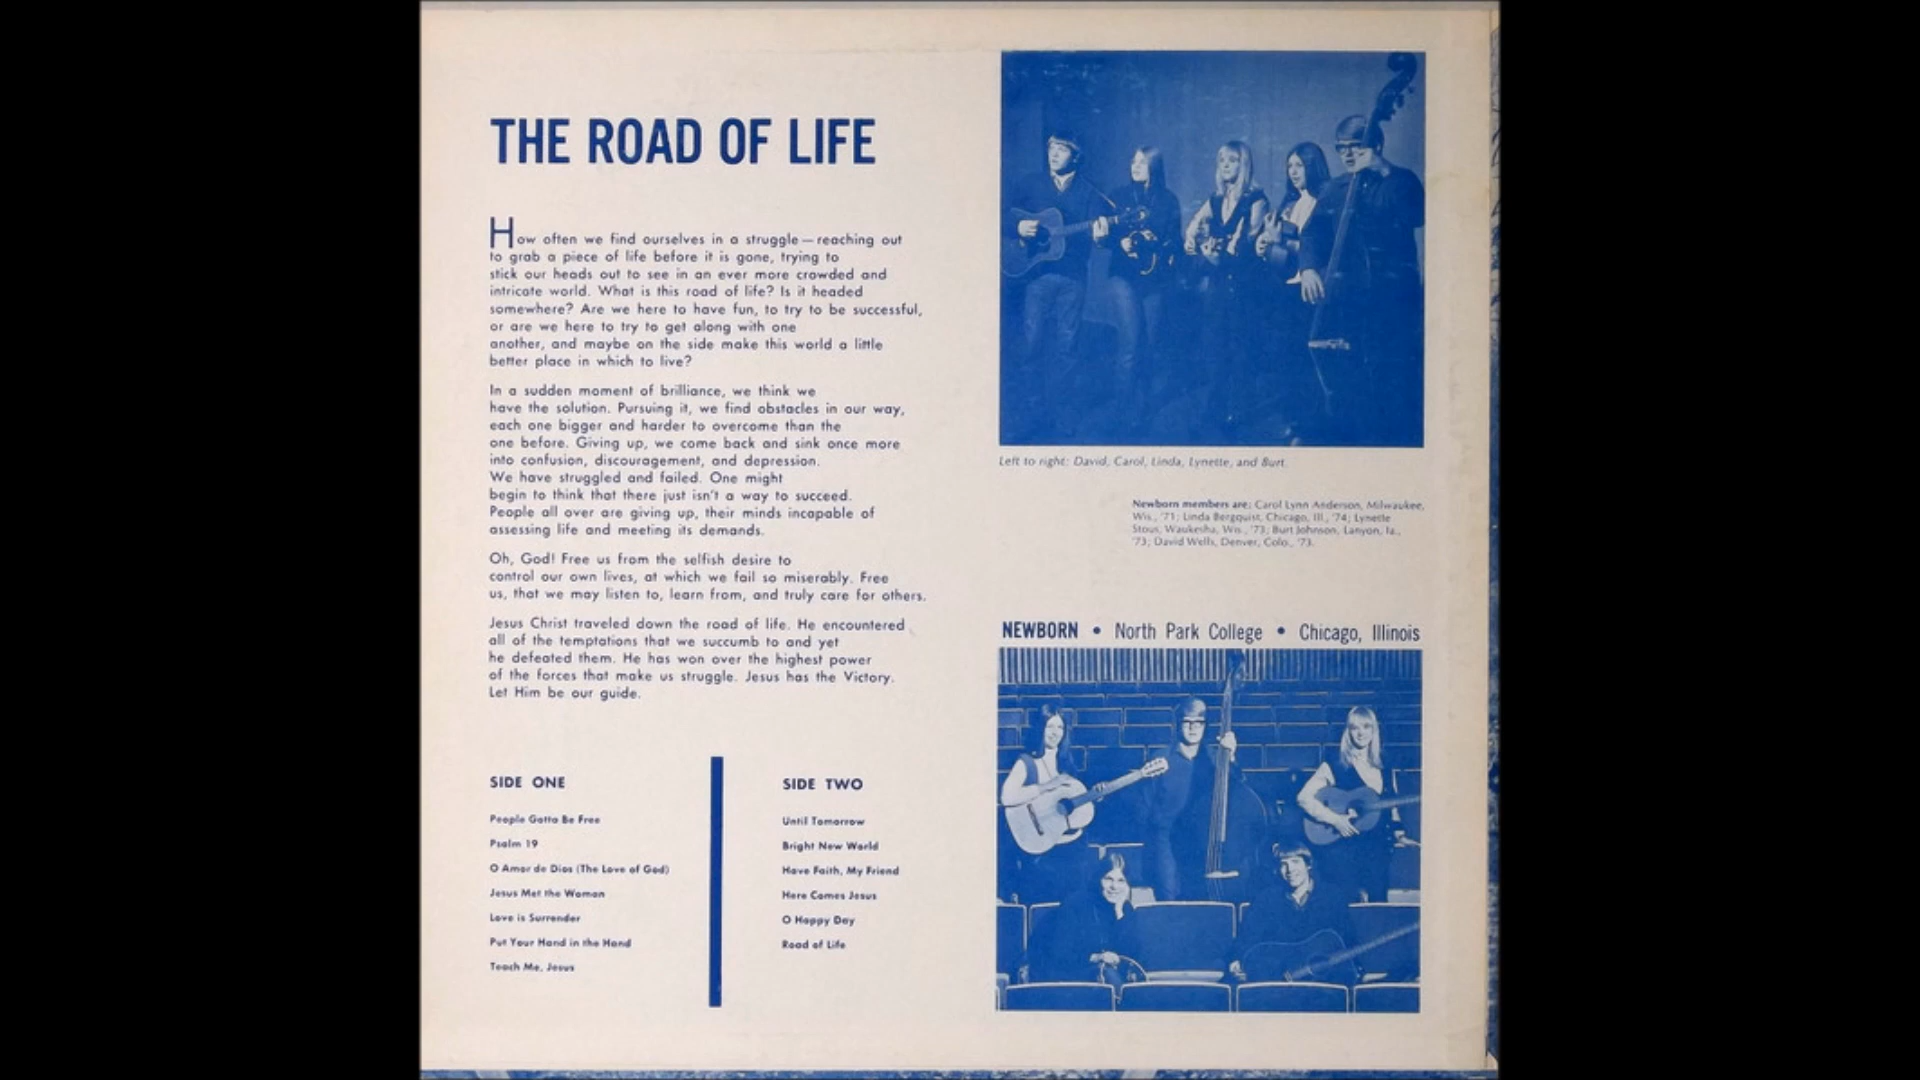 THE ROAD OF LIFE
How often we find ourselves in a struggle — reaching out
to grab a piece of life before it is gone, trying to
stick our heads out to see in an ever more crowded and
intricate world. What is this road of life? Is it headed
somewhere? Are we here to have fun, to try to be successful,
or are we here to try to get along with one
another, and maybe on the side make this world a little
better place in which to live?
In a sudden moment of brilliance, we think we
have the solution. Pursuing it, we find obstacles in our way,
each one bigger and harder to overcome than the
one before. Giving up, we come back and sink once more
into confusion, discouragement, and depression.
We have struggled and failed. One might
begin to think that there just isn't a way to succeed.
People all over are giving up, their minds incapable of
assessing life and meeting its demands.
Oh, God! Free us from the selfish desire to
control our own lives, at which we fail so miserably. Free
us, that we may listen to, learn from, and truly care for others.
Jesus Christ traveled down the road of life. He encountered
all of the temptations that we succumb to and yet
he defeated them. He has won over the highest power
of the forces that make us struggle. Jesus has the Victory.
Let Him be our guide.
SIDE ONE
People Gotta Be Free
Psalm 19
O Amor de Dios (The Love of God)
Jesus Met the Woman
Love is Surrender
Put Your Hand in the Hand
Teach Me, Jesus
SIDE TWO
Until Tomorrow
Bright New World
Have Faith, My Friend
Here Comes Jesus
O Happy Day
Road of Life
Left to right: David, Carol, Linda, Lynette, and Burt.
Newborn members are: Carol Lynn Anderson, Milwaukee,
Wis., '71; Linda Bergquist, Chicago, Ill., '74; Lynette
Stous, Waukesha, Wis., '73; Burt Johnson, Lanyon, Ia.,
'73; David Wells, Denver, Colo., '73.
NEWBORN • North Park College • Chicago, Illinois